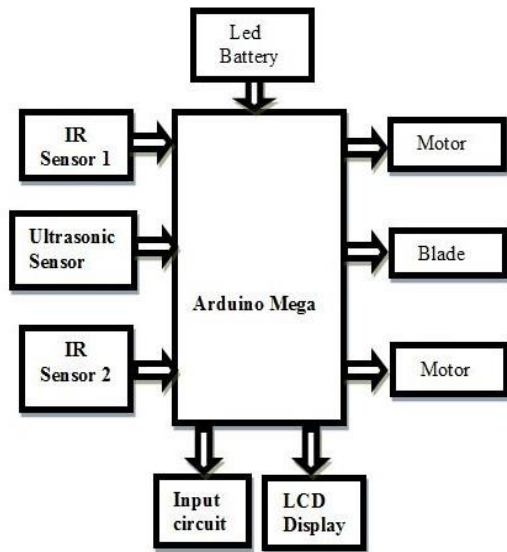 Led
Battery
IR
Sensor 1
Motor
Ultrasonic
Sensor
Blade
Arduino Mega
IR
Sensor 2
Motor
Input
circuit
LCD
Display